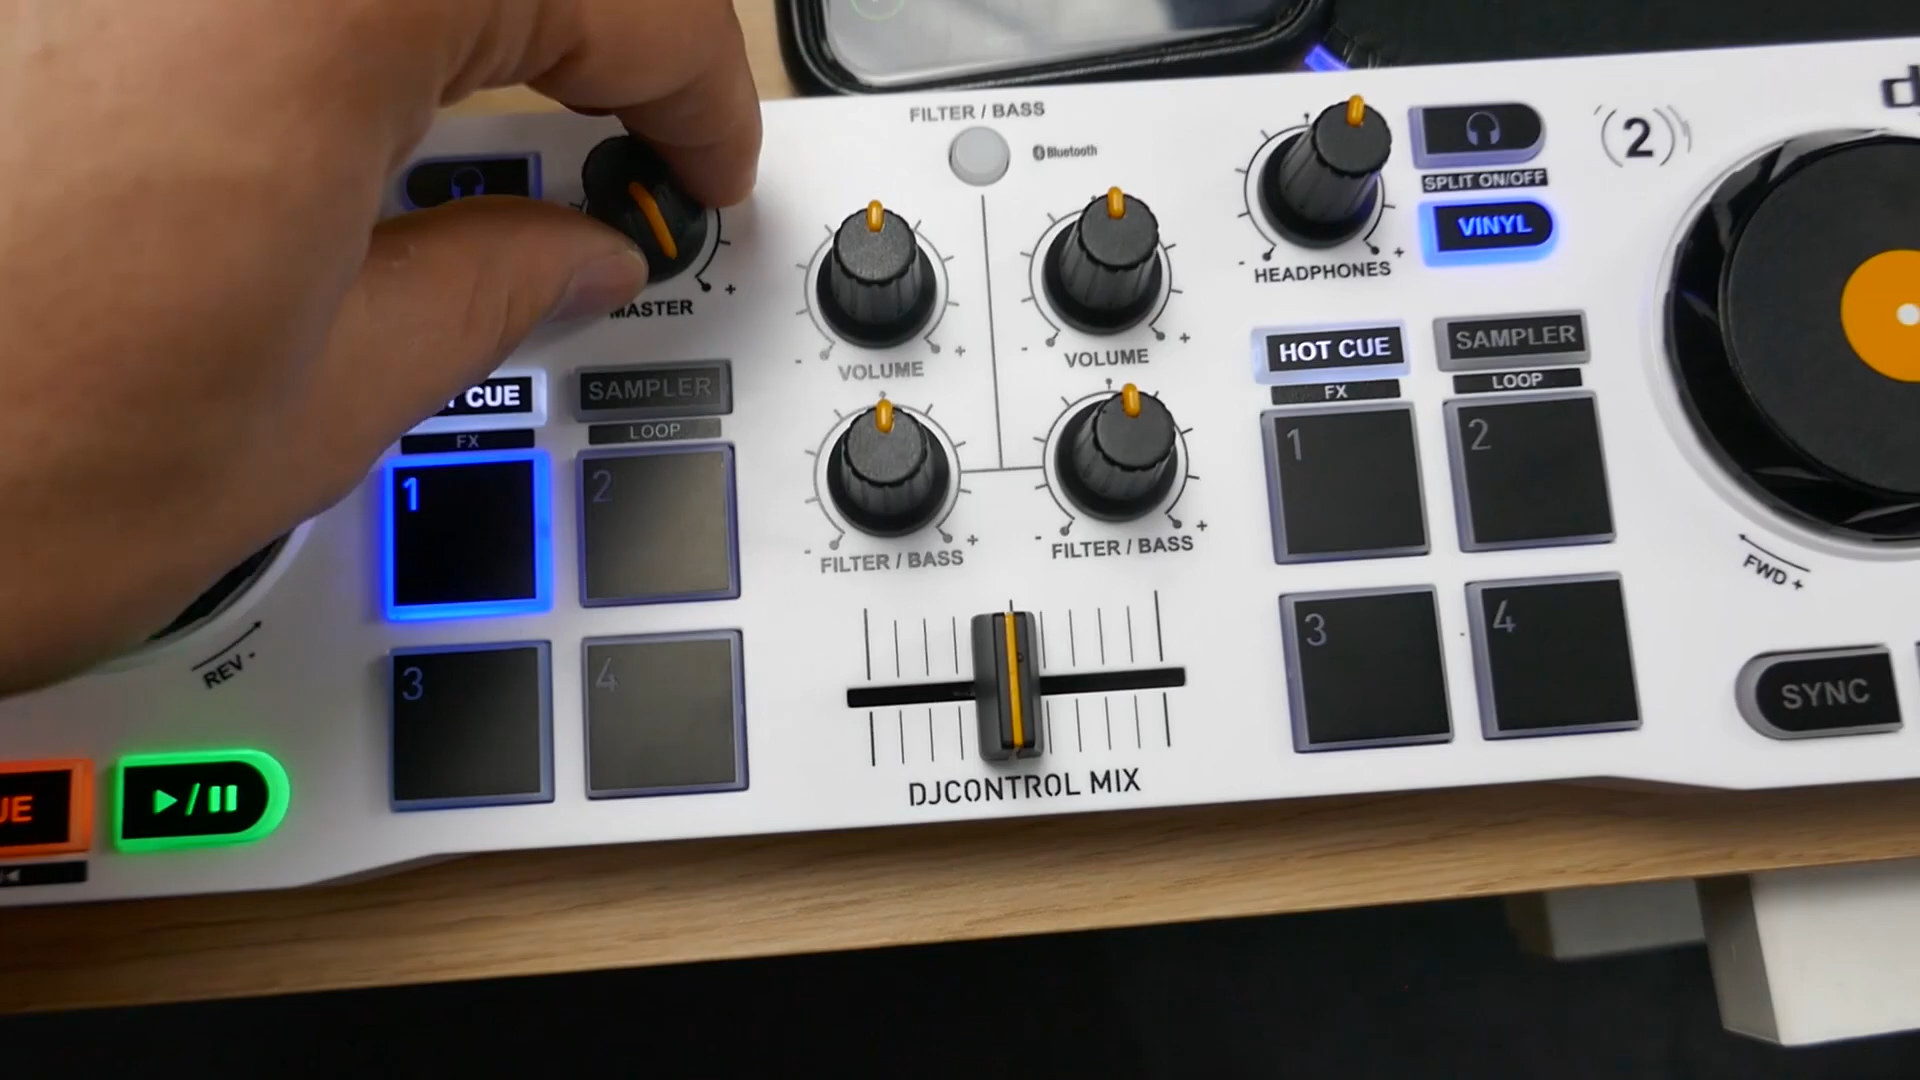 FILTER / BASS
Bluetooth
MASTER
+
- VOLUME +
- VOLUME +
- FILTER / BASS +
- FILTER / BASS +
- HEADPHONES +
SPLIT ON/OFF
VINYL
2
CUE
SAMPLER
FX
LOOP
1
2
3
4
HOT CUE
SAMPLER
FX
LOOP
1
2
3
4
REV -
FWD +
SYNC
DJCONTROL MIX